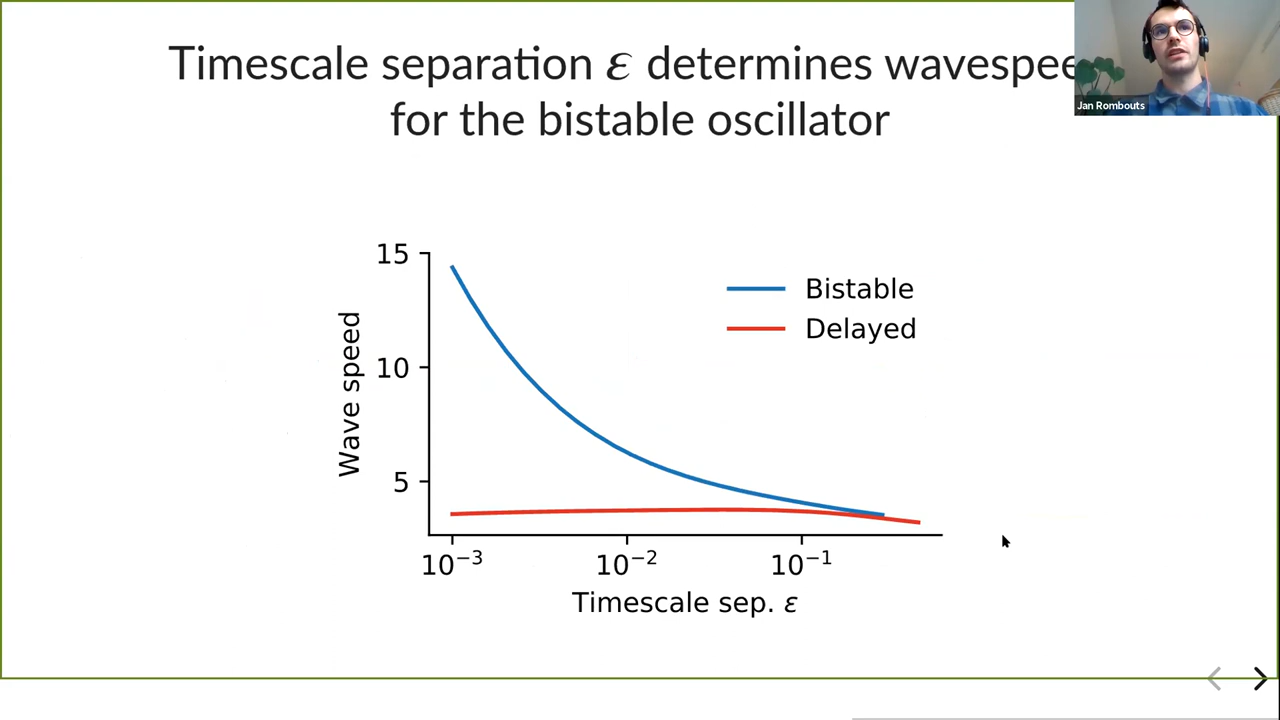 Timescale separation ε determines wavespee
for the bistable oscillator
Jan Rombouts
15
10
5
Wave speed
Bistable
Delayed
10⁻³ 10⁻² 10⁻¹
Timescale sep. ε